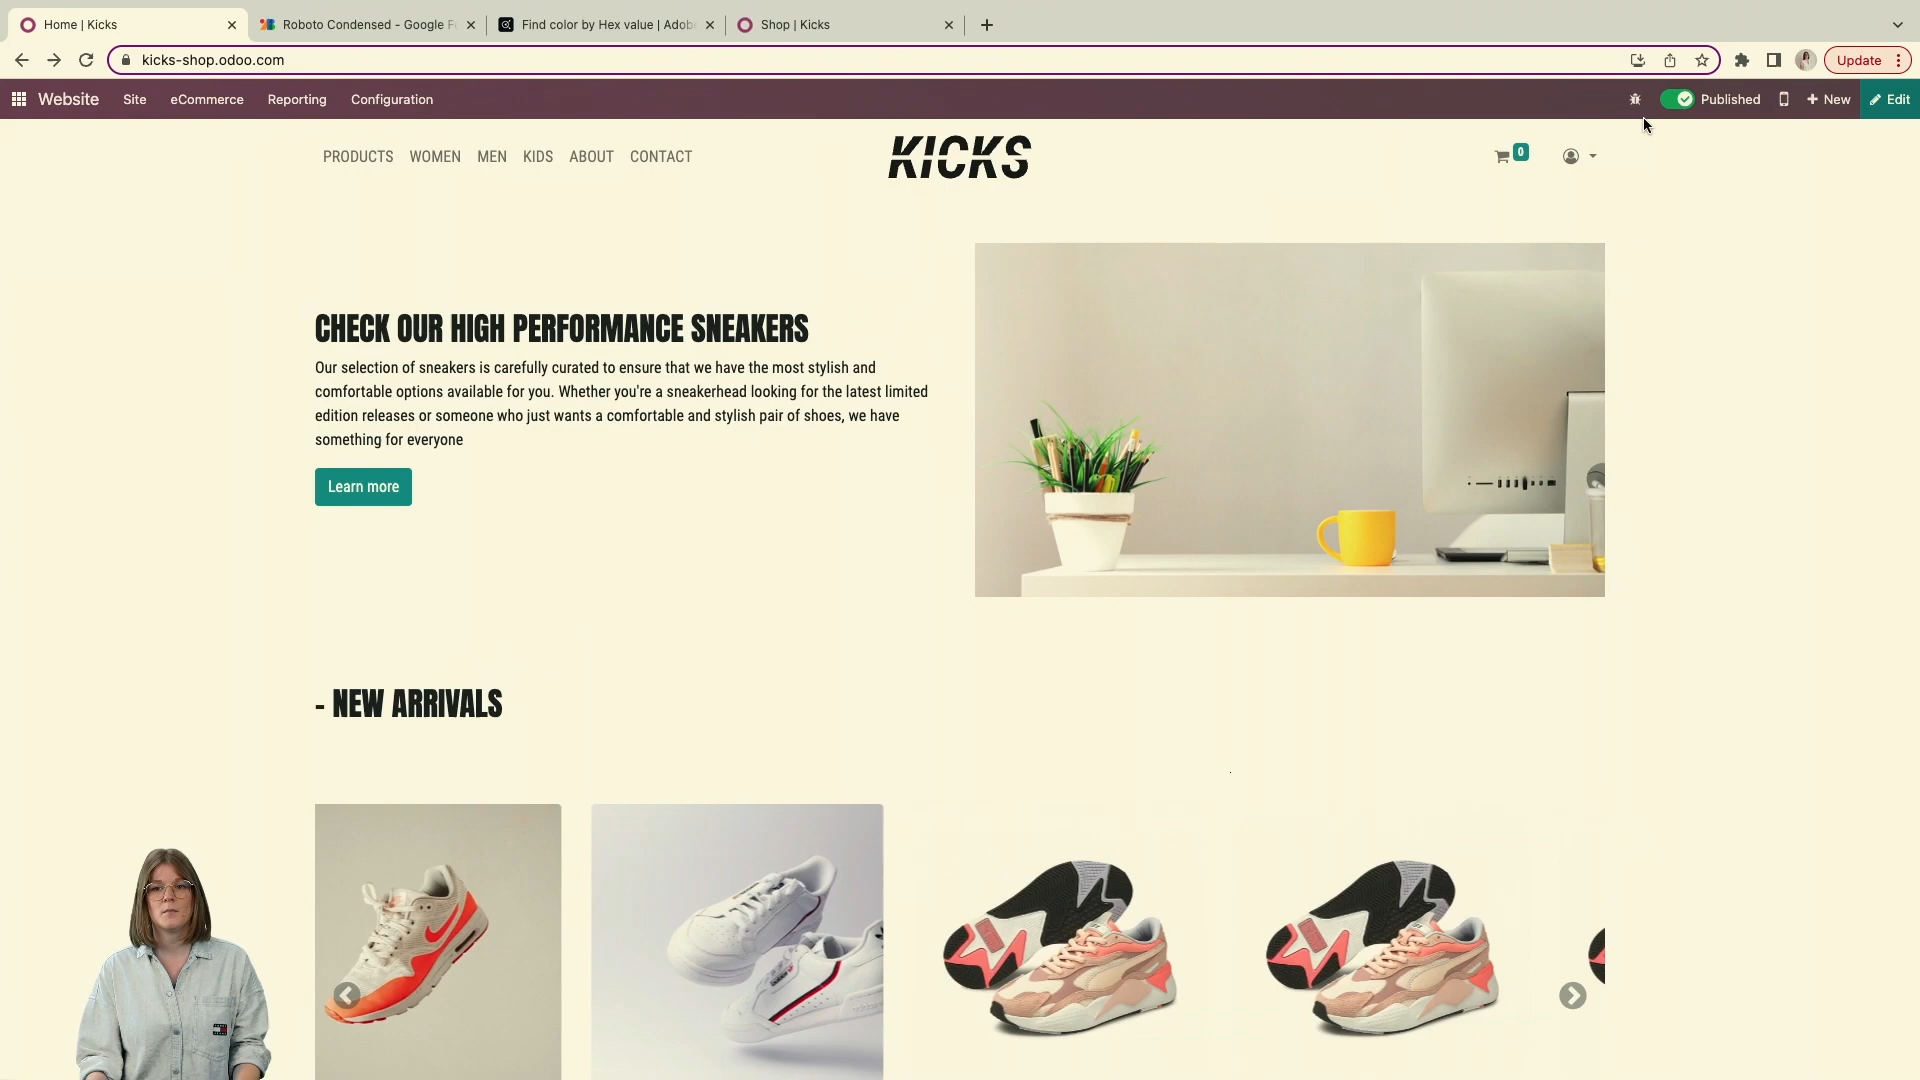 Home | Kicks
Roboto Condensed - Google F
Find color by Hex value | Adob
Shop | Kicks
kicks-shop.odoo.com
Update
Website
Site
eCommerce
Reporting
Configuration
Published
+ New
Edit
PRODUCTS
WOMEN
MEN
KIDS
ABOUT
CONTACT
KICKS
0
CHECK OUR HIGH PERFORMANCE SNEAKERS
Our selection of sneakers is carefully curated to ensure that we have the most stylish and
comfortable options available for you. Whether you're a sneakerhead looking for the latest limited
edition releases or someone who just wants a comfortable and stylish pair of shoes, we have
something for everyone
Learn more
- NEW ARRIVALS